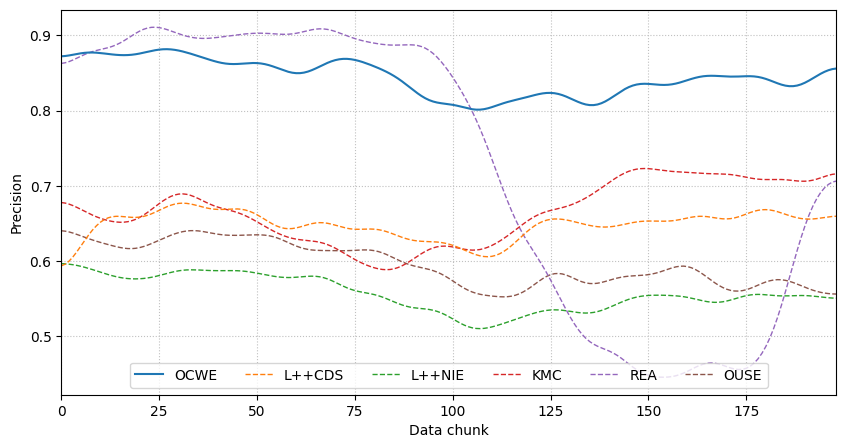 0.9
0.8
0.7
0.6
0.5
Precision
OCWE L++CDS L++NIE KMC REA OUSE
0 25 50 75 100 125 150 175
Data chunk